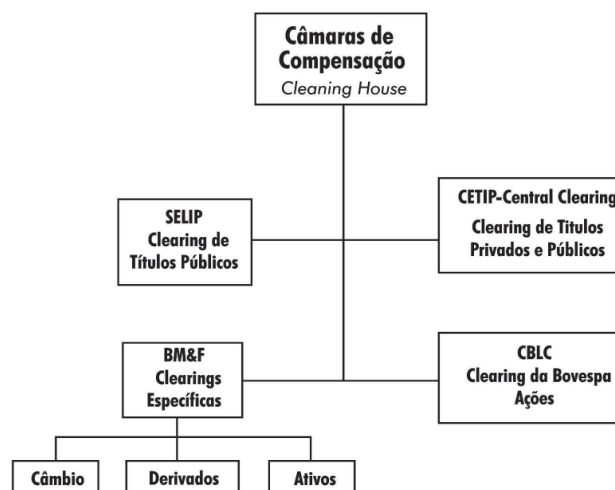 Câmaras de
Compensação
Cleaning House
SELIP
Clearing de
Títulos Públicos
CETIP-Central Clearing
Clearing de Titulos
Privados e Públicos
BM&F
Clearings
Específicas
CBLC
Clearing da Bovespa
Ações
Câmbio
Derivados
Ativos